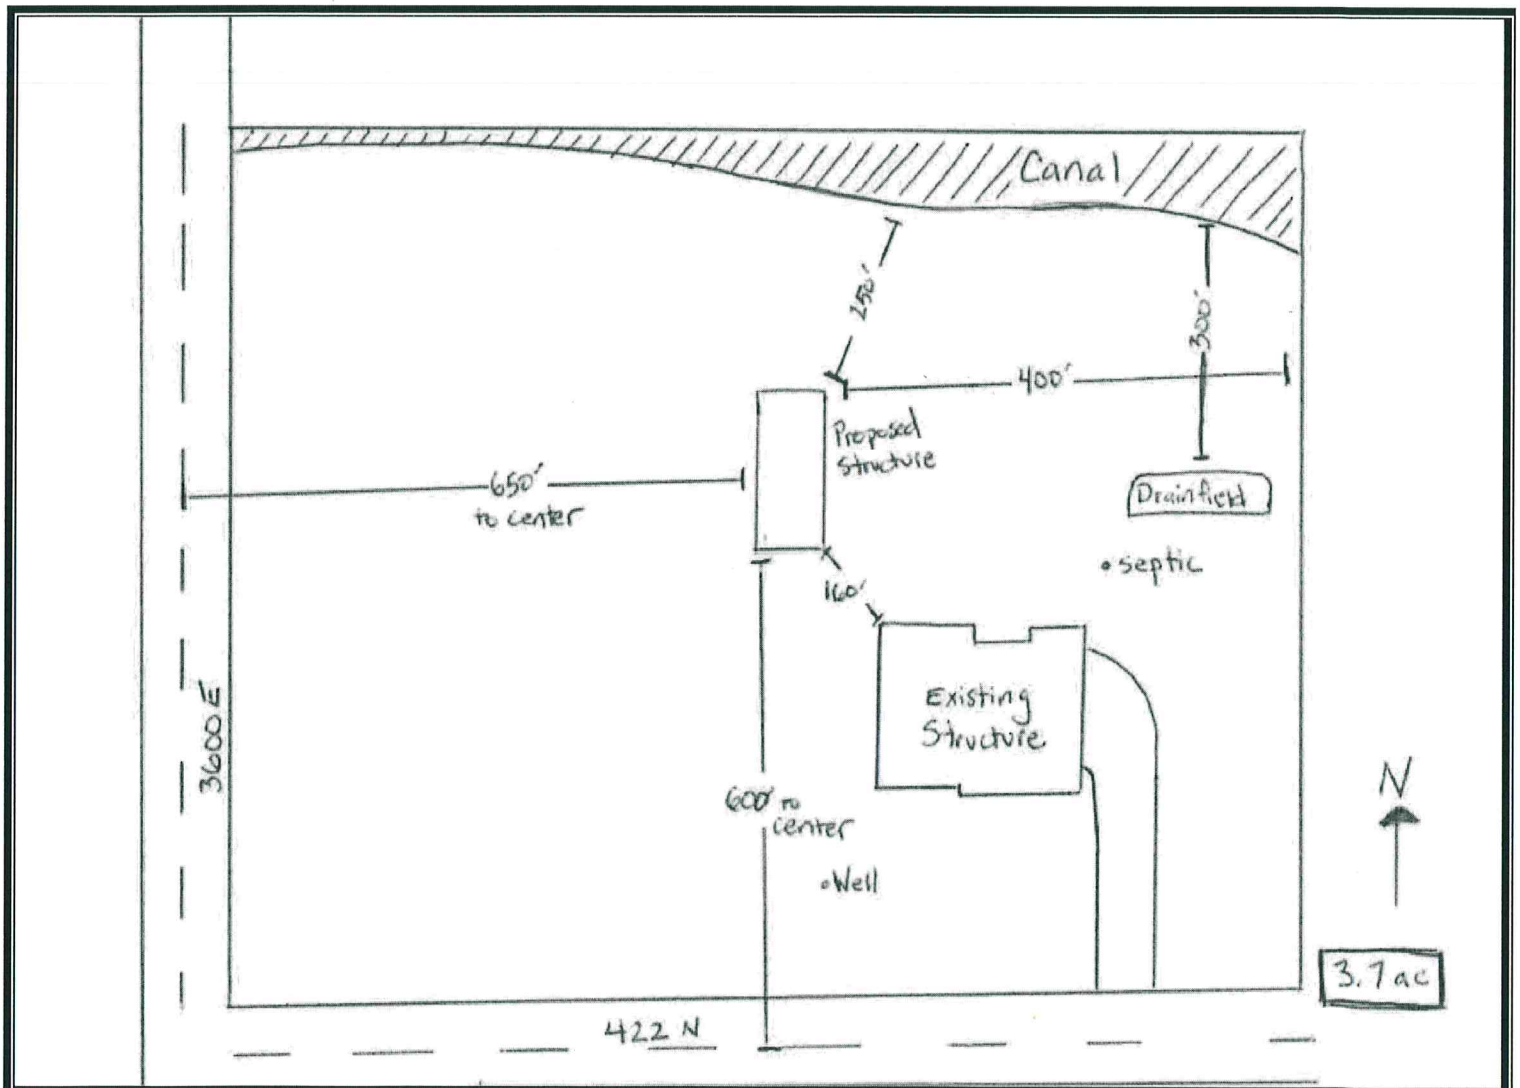 Canal
250'
300'
400'
Proposed
Structure
650'
to center
Drainfield
septic
160'
3600 E
Existing
Structure
600' to
center
Well
N
3.7 ac
422 N